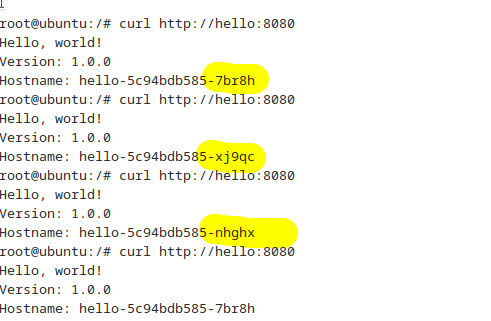 root@ubuntu:/# curl http://hello:8080
Hello, world!
Version: 1.0.0
Hostname: hello-5c94bdb585-7br8h
root@ubuntu:/# curl http://hello:8080
Hello, world!
Version: 1.0.0
Hostname: hello-5c94bdb585-xj9qc
root@ubuntu:/# curl http://hello:8080
Hello, world!
Version: 1.0.0
Hostname: hello-5c94bdb585-nhghx
root@ubuntu:/# curl http://hello:8080
Hello, world!
Version: 1.0.0
Hostname: hello-5c94bdb585-7br8h